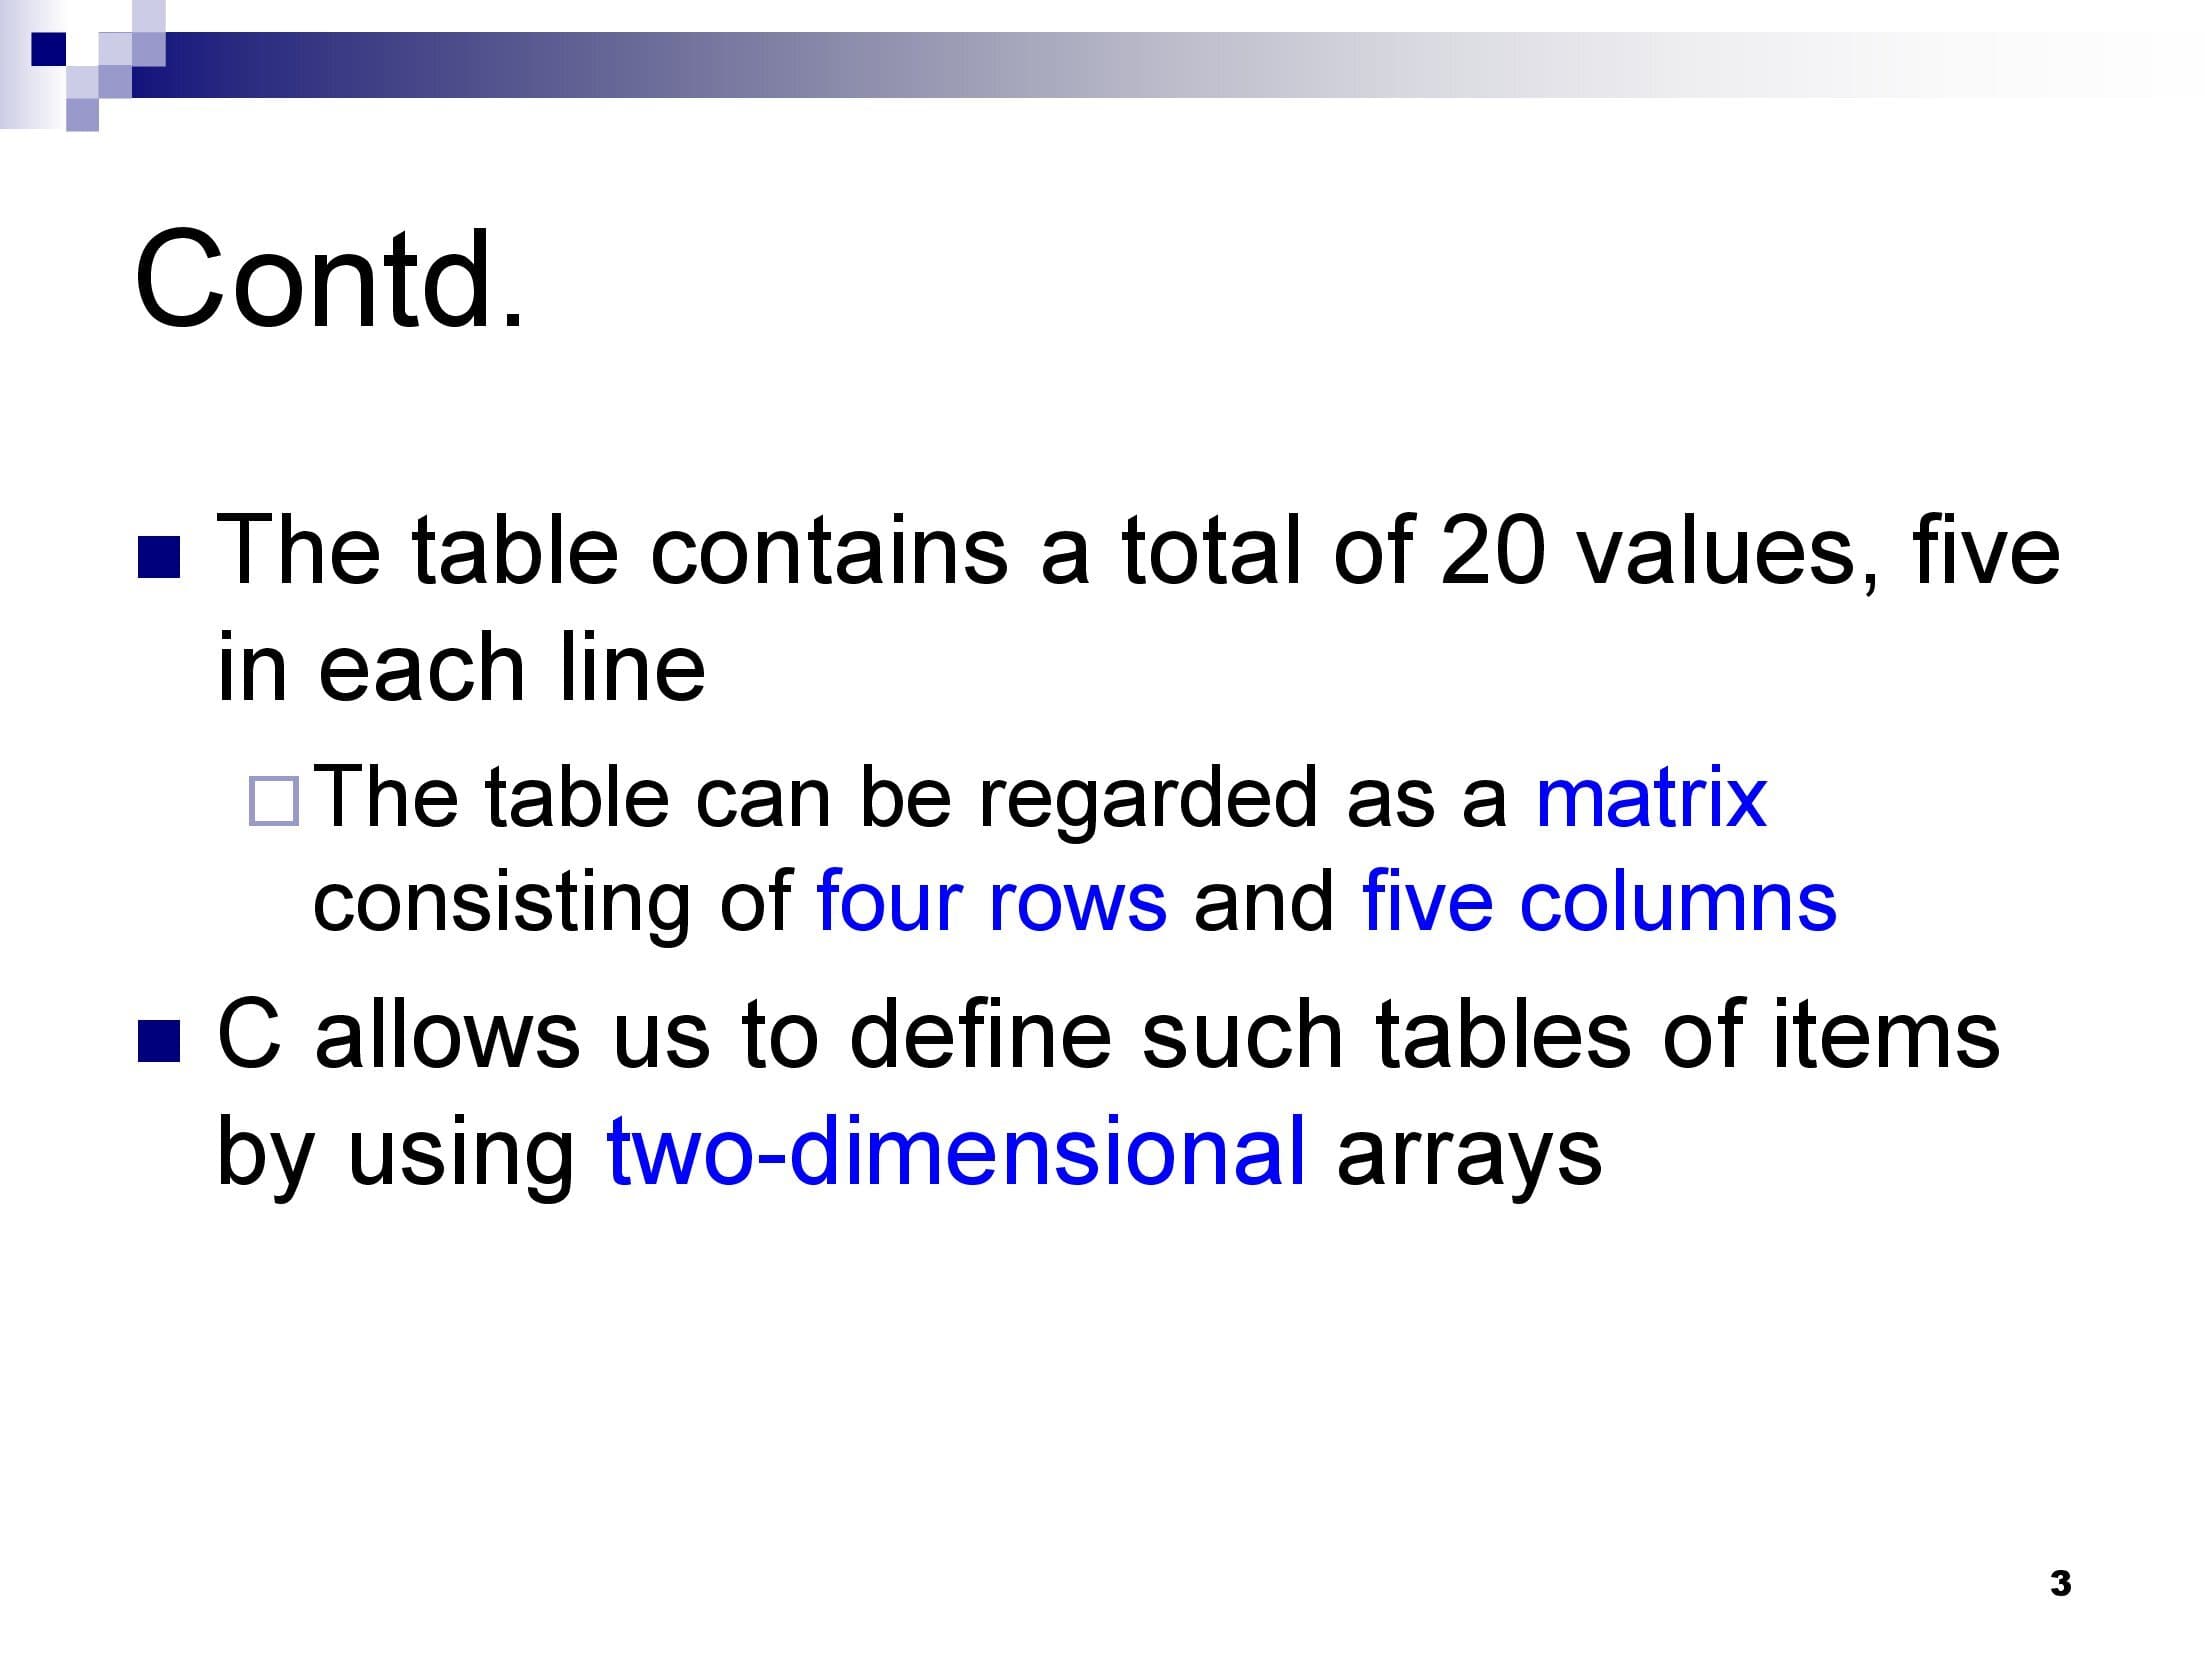 Contd.
The table contains a total of 20 values, five
in each line
The table can be regarded as a matrix
consisting of four rows and five columns
C allows us to define such tables of items
by using two-dimensional arrays
3